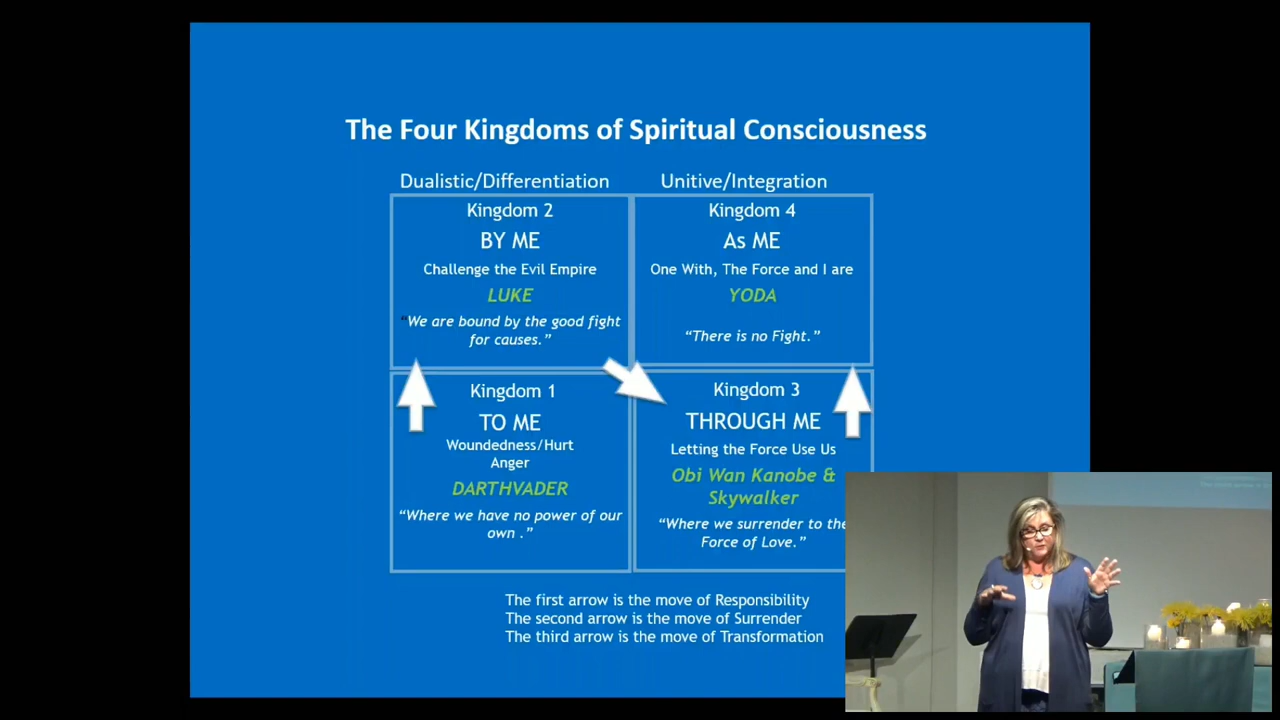 The Four Kingdoms of Spiritual Consciousness
Dualistic/Differentiation
Unitive/Integration
Kingdom 2
BY ME
Challenge the Evil Empire
LUKE
"We are bound by the good fight
for causes."
Kingdom 4
As ME
One With, The Force and I are
YODA
"There is no Fight."
Kingdom 1
TO ME
Woundedness/Hurt
Anger
DARTHVADER
"Where we have no power of our
own ."
Kingdom 3
THROUGH ME
Letting the Force Use Us
Obi Wan Kanobe &
Skywalker
"Where we surrender to the
Force of Love."
The first arrow is the move of Responsibility
The second arrow is the move of Surrender
The third arrow is the move of Transformation